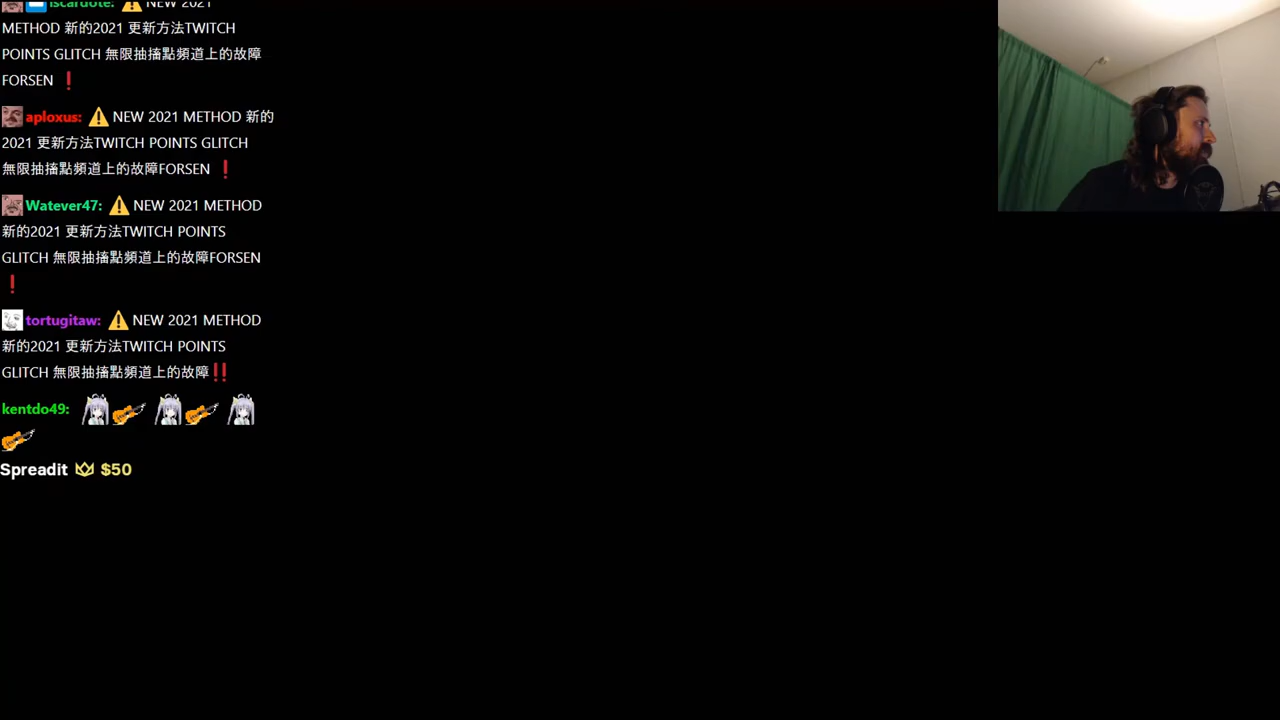 iscardote: ⚠️ NEW 2021
METHOD 新的2021 更新方法TWITCH
POINTS GLITCH 無限抽搐點頻道上的故障
FORSEN ❗
aploxus: ⚠️ NEW 2021 METHOD 新的
2021 更新方法TWITCH POINTS GLITCH
無限抽搐點頻道上的故障FORSEN ❗
Watever47: ⚠️ NEW 2021 METHOD
新的2021 更新方法TWITCH POINTS
GLITCH 無限抽搐點頻道上的故障FORSEN
❗
tortugitaw: ⚠️ NEW 2021 METHOD
新的2021 更新方法TWITCH POINTS
GLITCH 無限抽搐點頻道上的故障‼️
kentdo49:
Spreadit $50